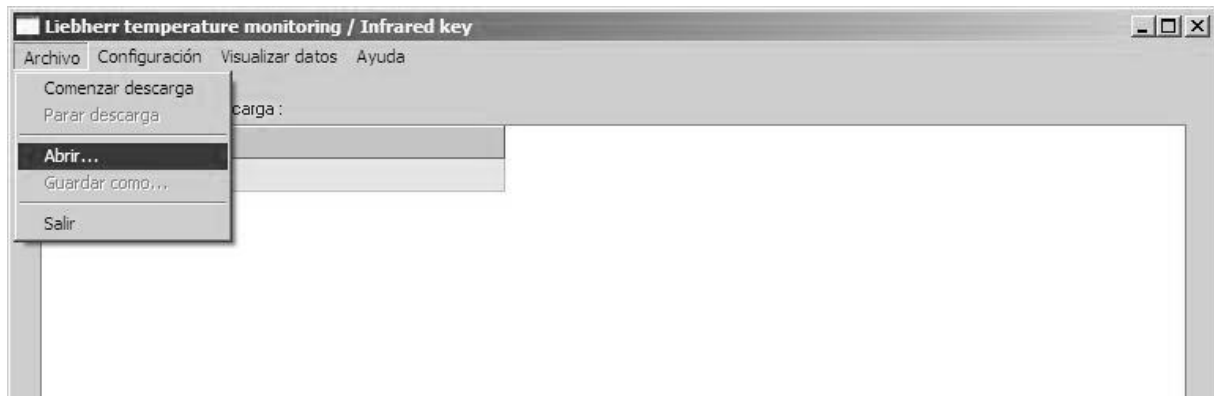 Liebherr temperature monitoring / Infrared key
Archivo Configuración Visualizar datos Ayuda
Comenzar descarga
Parar descarga
carga :
Abrir...
Guardar como...
Salir